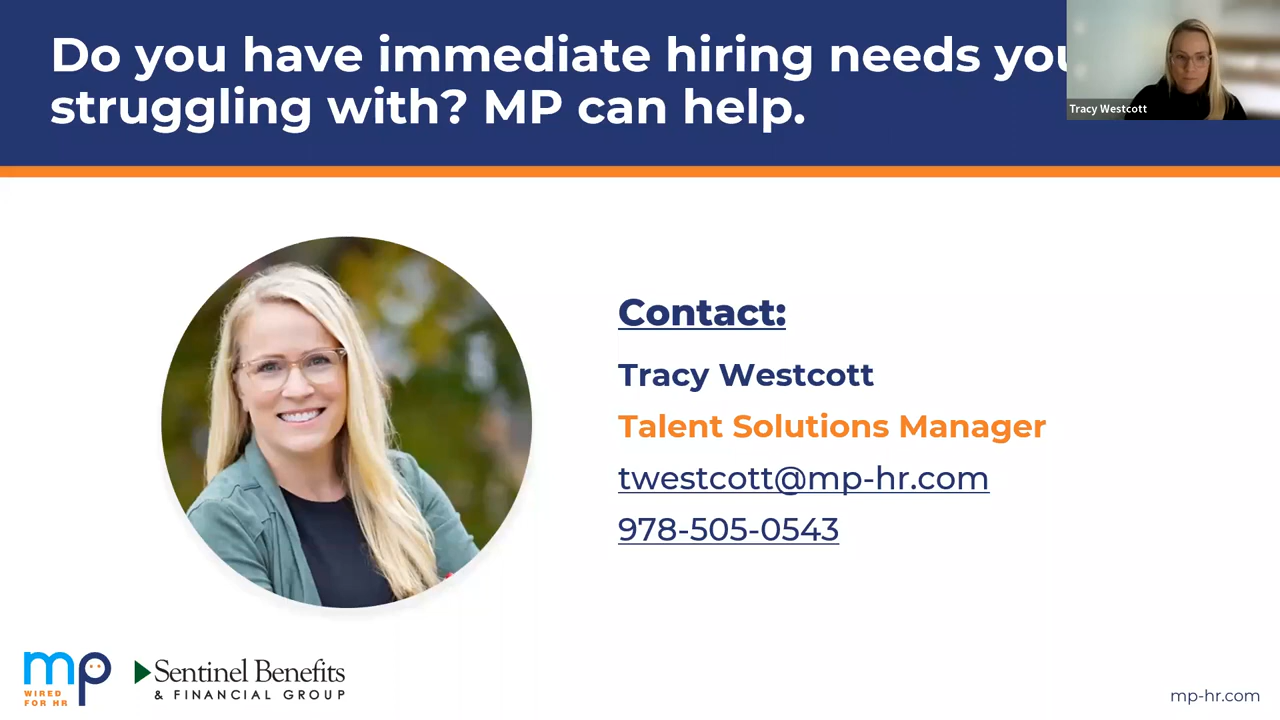 Do you have immediate hiring needs you
struggling with? MP can help.
Tracy Westcott
Contact:
Tracy Westcott
Talent Solutions Manager
twestcott@mp-hr.com
978-505-0543
mp
WIRED
FOR HR
Sentinel Benefits
& FINANCIAL GROUP
mp-hr.com